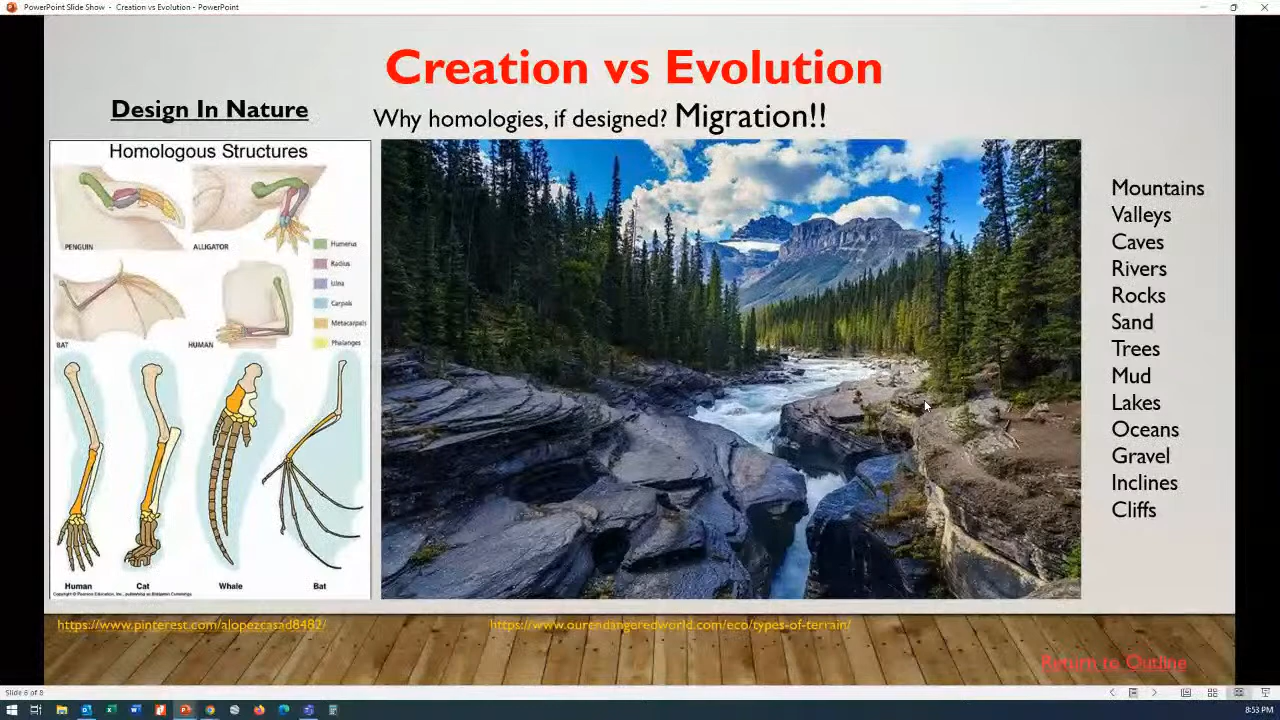 PowerPoint Slide Show - Creation vs Evolution - PowerPoint
Creation vs Evolution
Design In Nature
Why homologies, if designed? Migration!!
Homologous Structures
PENGUIN
ALLIGATOR
Humerus
Radius
Ulna
Carpals
Metacarpals
Phalanges
BAT
HUMAN
Human
Cat
Whale
Bat
Mountains
Valleys
Caves
Rivers
Rocks
Sand
Trees
Mud
Lakes
Oceans
Gravel
Inclines
Cliffs
https://www.pinterest.com/alopezcasad8482/
https://www.ourendangeredworld.com/eco/types-of-terrain/
Return to Outline
Slide 6 of 8
8:53 PM